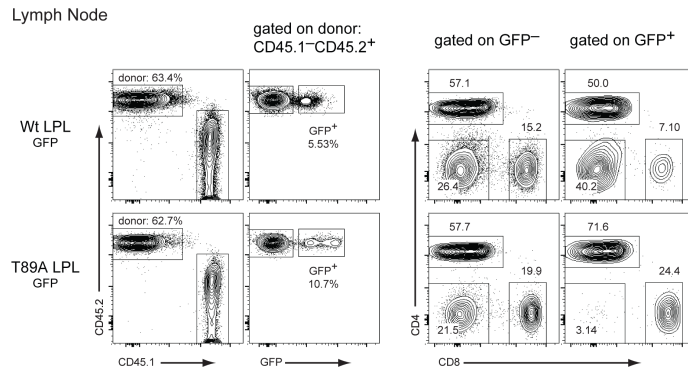 Lymph Node
gated on donor:
CD45.1⁻CD45.2⁺
gated on GFP⁻
gated on GFP⁺
Wt LPL
GFP
donor: 63.4%
GFP⁺
5.53%
57.1
15.2
26.4
50.0
7.10
40.2
T89A LPL
GFP
donor: 62.7%
GFP⁺
10.7%
57.7
19.9
21.5
71.6
24.4
3.14
CD45.2
CD4
CD45.1
GFP
CD8